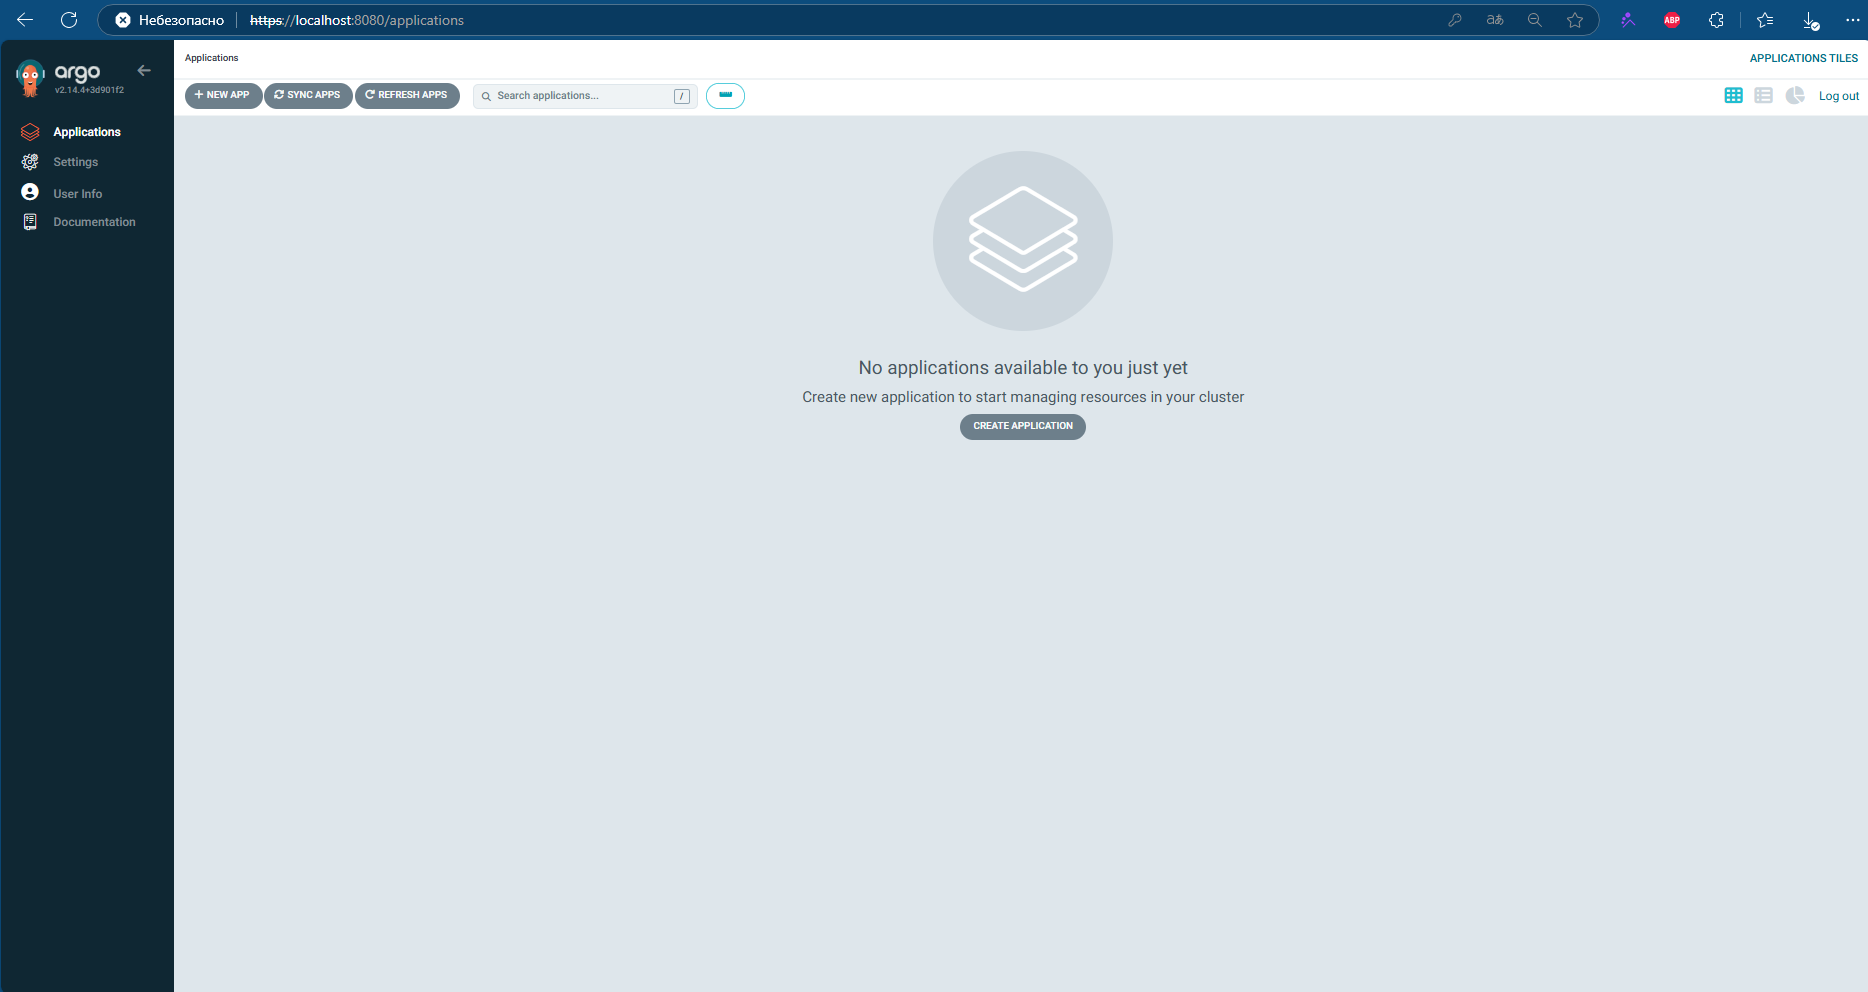 Небезопасно https://localhost:8080/applications
aあ
ABP
argo
v2.14.4+3d901f2
Applications
Settings
User Info
Documentation
Applications
APPLICATIONS TILES
+ NEW APP SYNC APPS REFRESH APPS Search applications... / Log out
No applications available to you just yet
Create new application to start managing resources in your cluster
CREATE APPLICATION